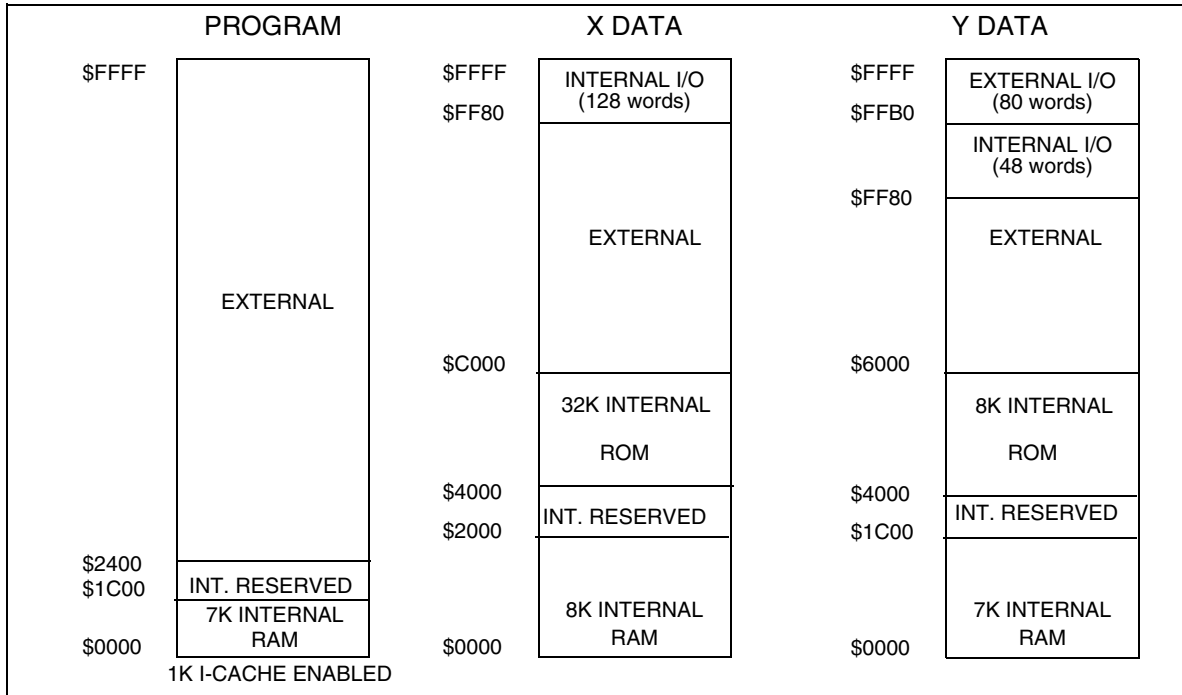 PROGRAM
$FFFF
EXTERNAL
$2400
$1C00
INT. RESERVED
7K INTERNAL
RAM
$0000
1K I-CACHE ENABLED
X DATA
$FFFF
INTERNAL I/O
(128 words)
$FF80
EXTERNAL
$C000
32K INTERNAL
ROM
$4000
INT. RESERVED
$2000
8K INTERNAL
RAM
$0000
Y DATA
$FFFF
EXTERNAL I/O
(80 words)
$FFB0
INTERNAL I/O
(48 words)
$FF80
EXTERNAL
$6000
8K INTERNAL
ROM
$4000
INT. RESERVED
$1C00
7K INTERNAL
RAM
$0000